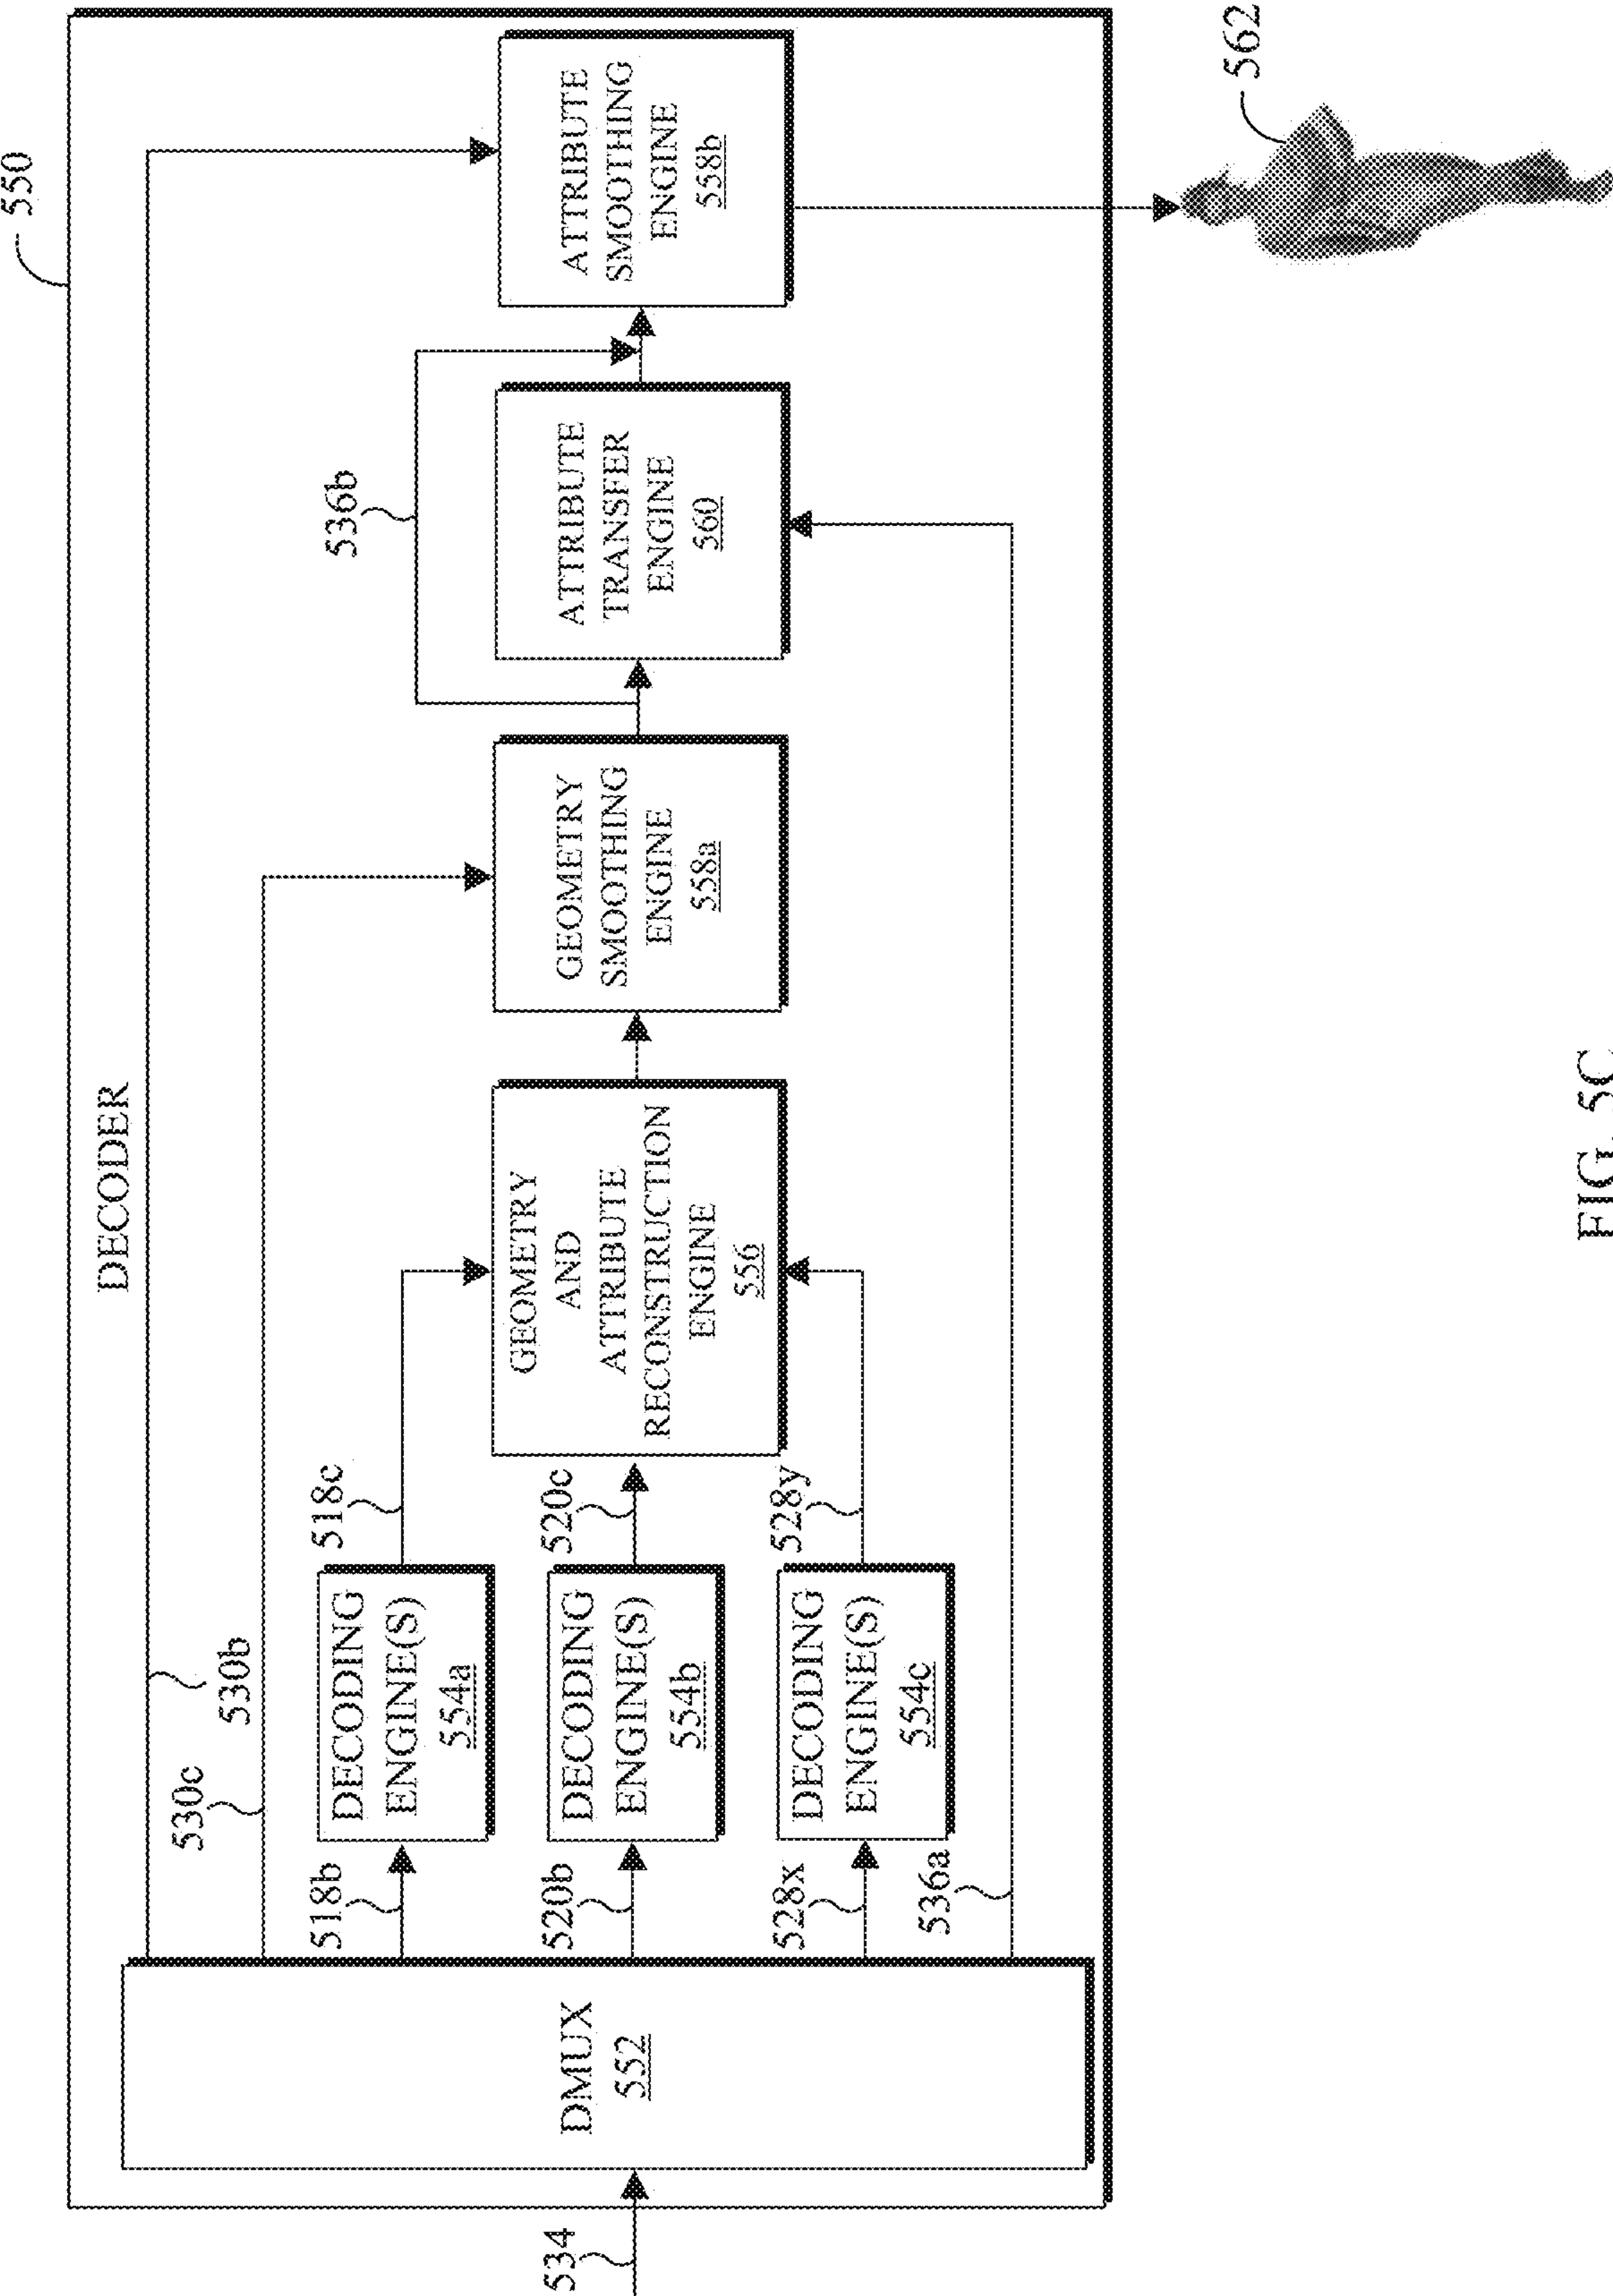 550
DECODER
530c
530b
536b
534
DMUX
552
518b
520b
528x
536a
DECODING
ENGINE(S)
554a
DECODING
ENGINE(S)
554b
DECODING
ENGINE(S)
554c
518c
520c
528y
GEOMETRY
AND
ATTRIBUTE
RECONSTRUCTION
ENGINE
556
GEOMETRY
SMOOTHING
ENGINE
558a
ATTRIBUTE
TRANSFER
ENGINE
560
ATTRIBUTE
SMOOTHING
ENGINE
558b
562
FIG. 5C